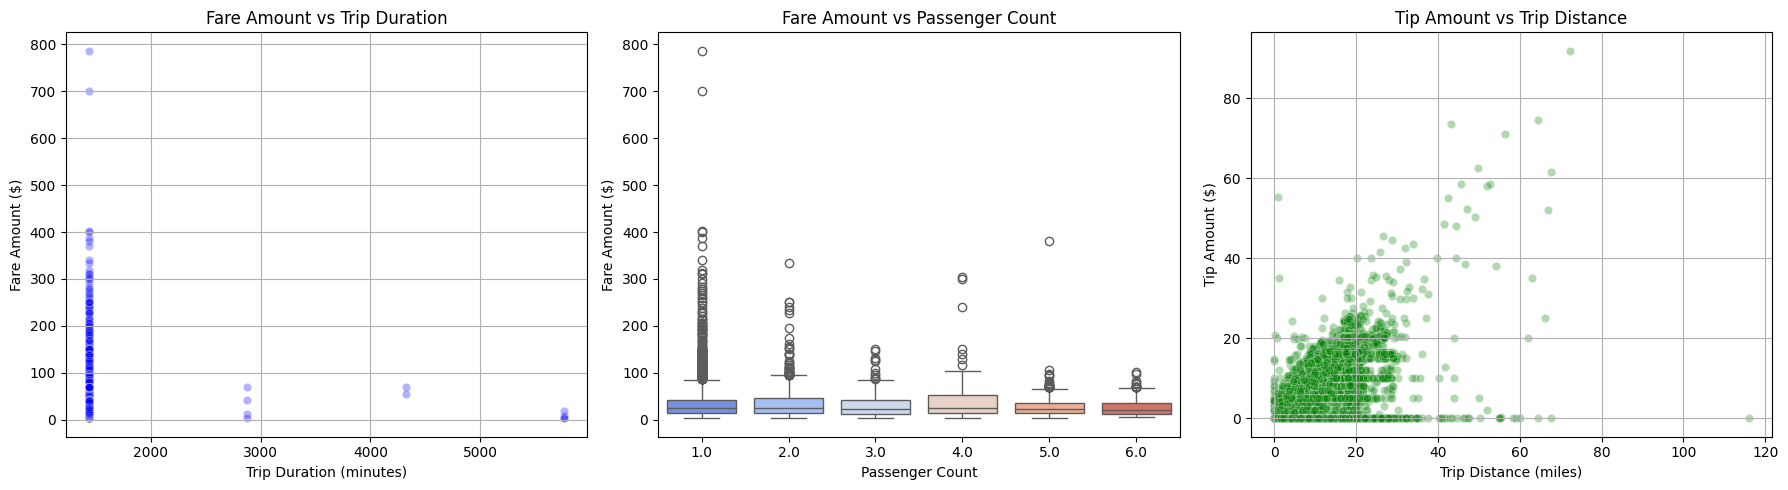 Fare Amount vs Trip Duration
Fare Amount ($)
800
700
600
500
400
300
200
100
0
2000 3000 4000 5000
Trip Duration (minutes)
Fare Amount vs Passenger Count
Fare Amount ($)
800
700
600
500
400
300
200
100
0
1.0 2.0 3.0 4.0 5.0 6.0
Passenger Count
Tip Amount vs Trip Distance
Tip Amount ($)
80
60
40
20
0
0 20 40 60 80 100 120
Trip Distance (miles)